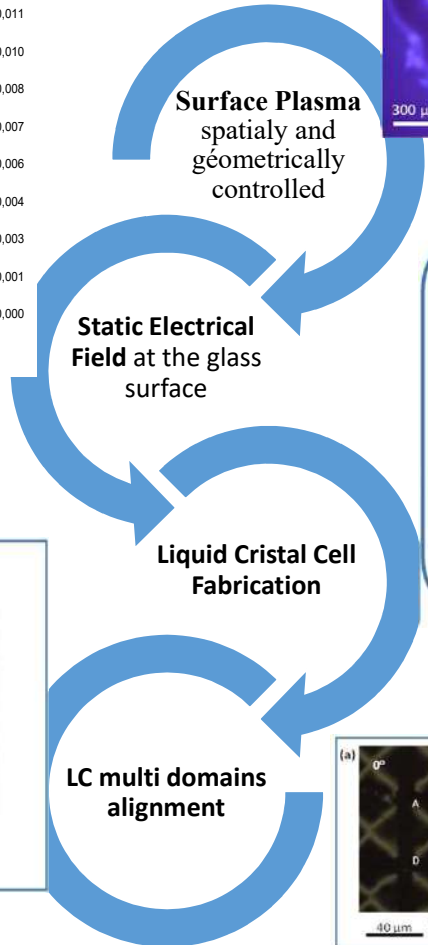 0,011
0,010
0,008
0,007
0,006
0,004
0,003
0,001
0,000
300 μ
Surface Plasma
spatialy and
géometrically
controlled
Static Electrical
Field at the glass
surface
Liquid Cristal Cell
Fabrication
LC multi domains
alignment
(a)
0°
A
D
40 μm